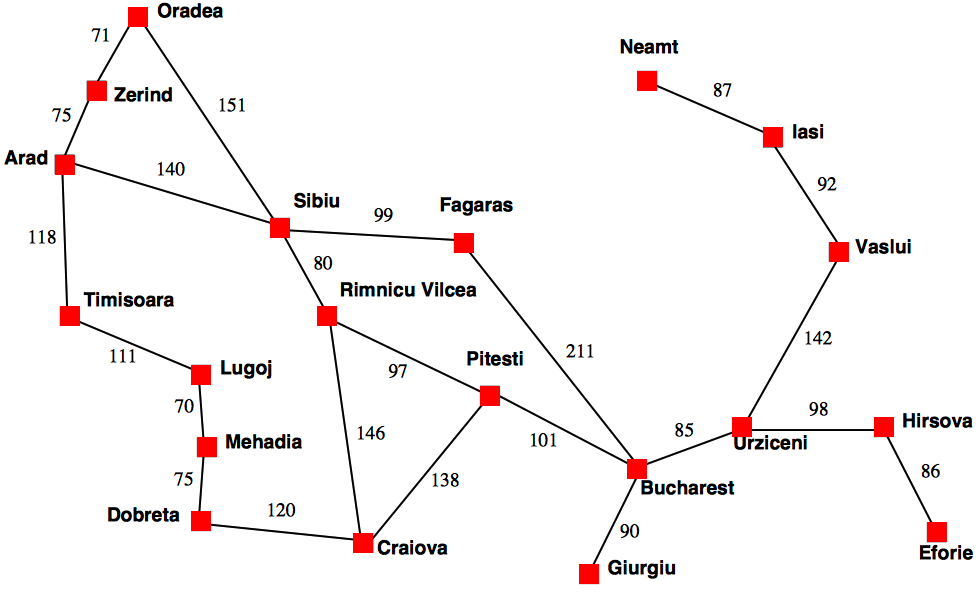 Oradea
71
Neamt
Zerind
87
75
151
Iasi
Arad
140
92
Sibiu
99
Fagaras
118
Vaslui
80
Timisoara
Rimnicu Vilcea
111
Pitesti
211
142
Lugoj
97
70
98
Hirsova
146
101
85
Urziceni
Mehadia
86
75
138
Bucharest
Dobreta
120
90
Craiova
Eforie
Giurgiu